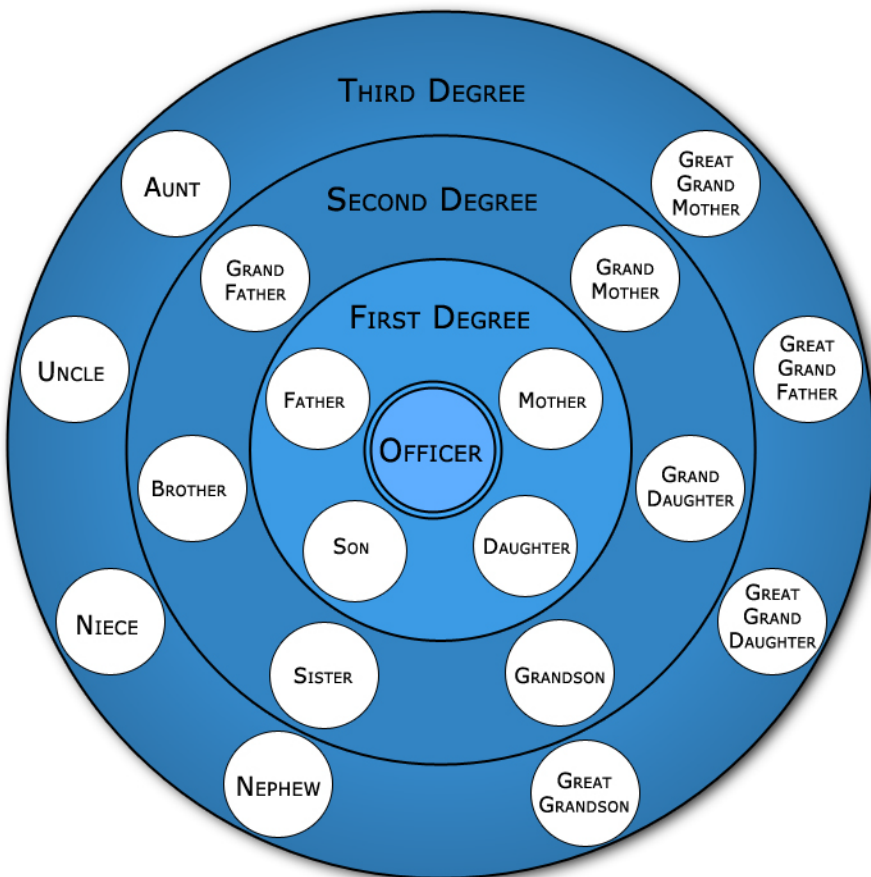 Third Degree
Aunt
Great
Grand
Mother
Second Degree
Grand
Father
Grand
Mother
First Degree
Uncle
Great
Grand
Father
Father
Mother
Officer
Brother
Grand
Daughter
Son
Daughter
Niece
Great
Grand
Daughter
Sister
Grandson
Nephew
Great
Grandson